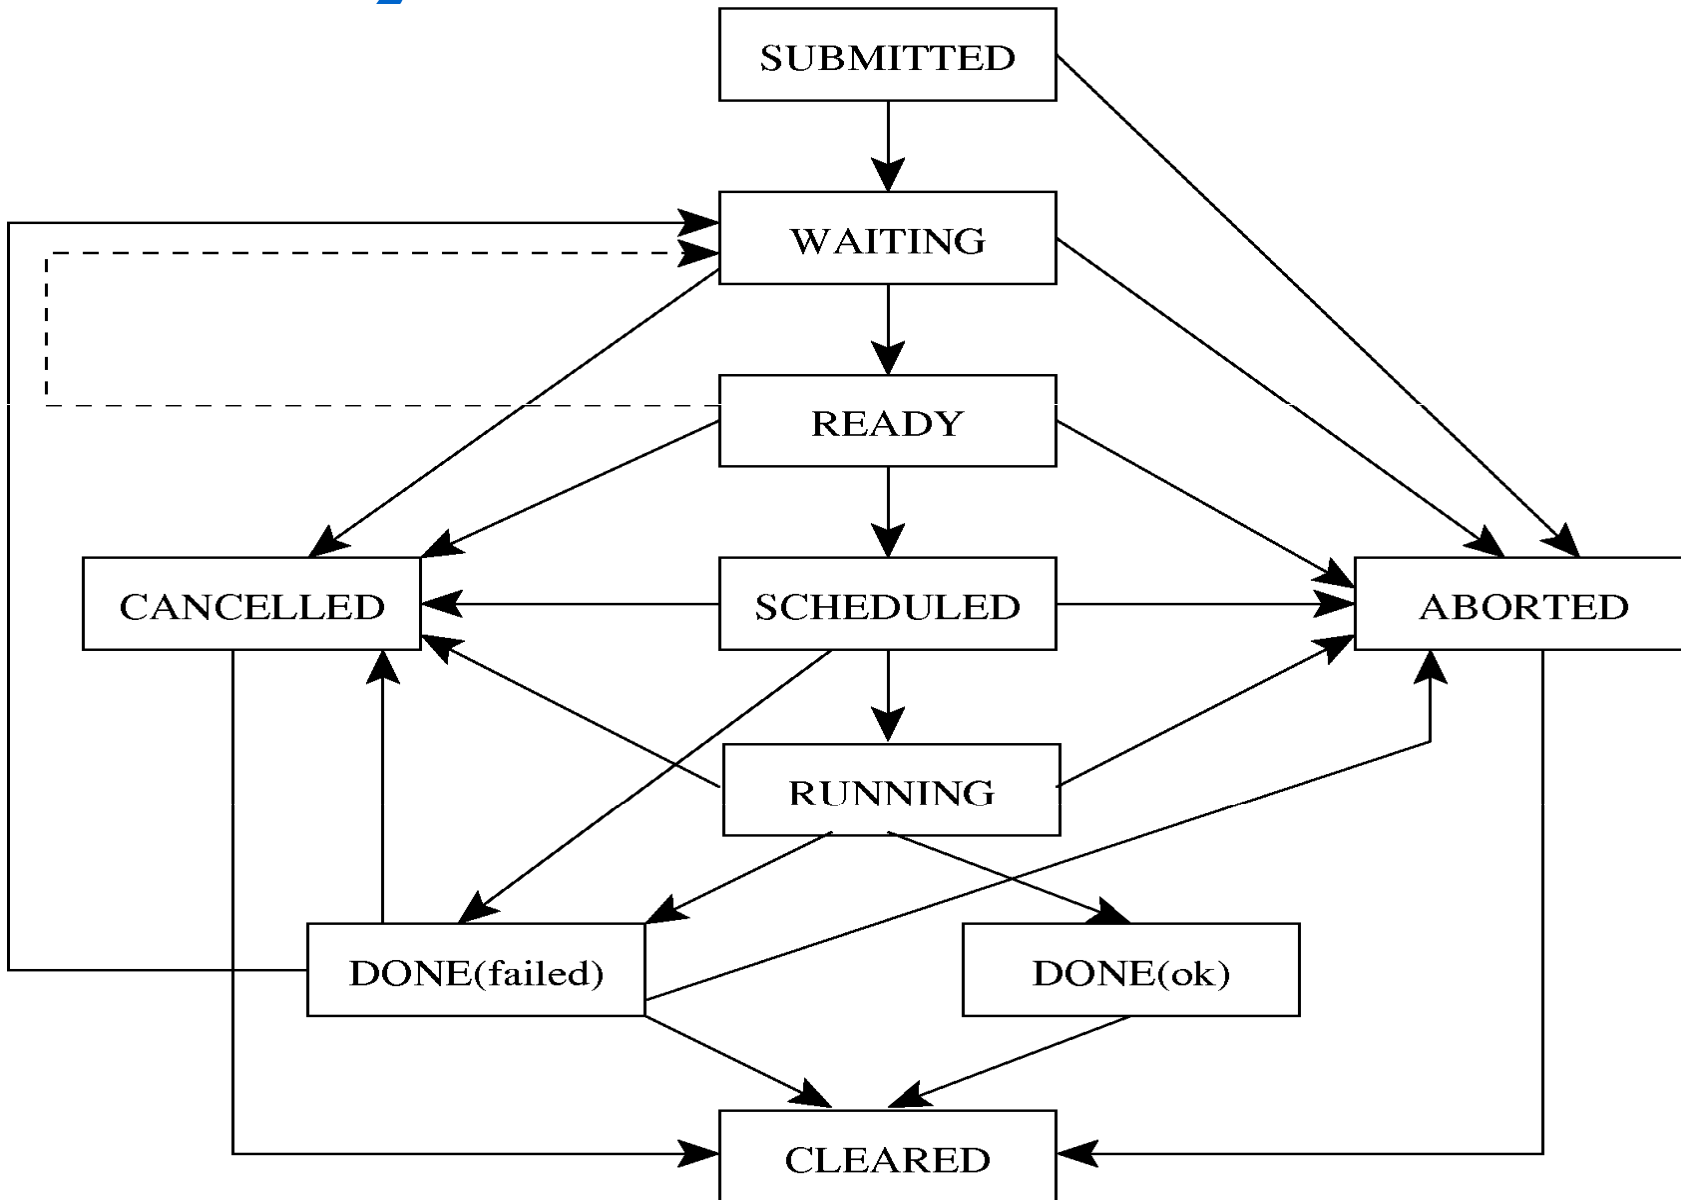 SUBMITTED
WAITING
READY
CANCELLED
SCHEDULED
ABORTED
RUNNING
DONE(failed)
DONE(ok)
CLEARED